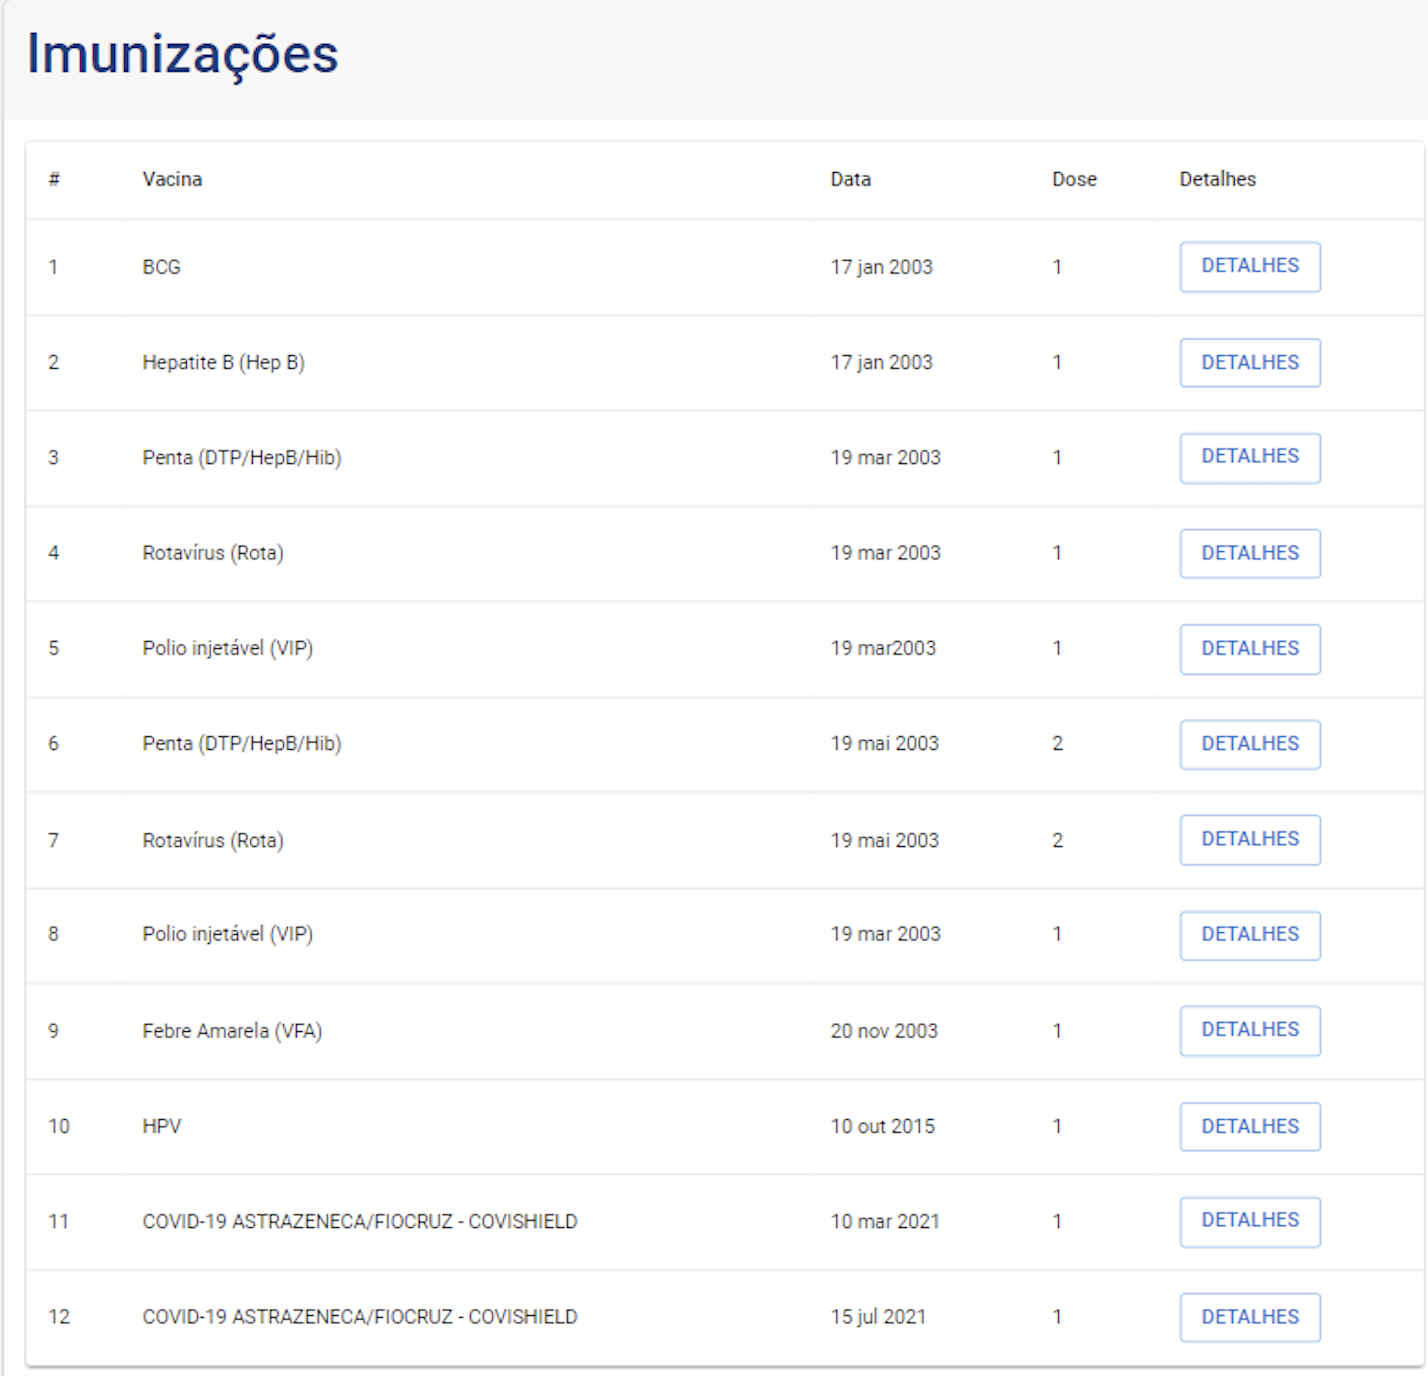 Imunizações
# Vacina Data Dose Detalhes
1 BCG 17 jan 2003 1 DETALHES
2 Hepatite B (Hep B) 17 jan 2003 1 DETALHES
3 Penta (DTP/HepB/Hib) 19 mar 2003 1 DETALHES
4 Rotavírus (Rota) 19 mar 2003 1 DETALHES
5 Polio injetável (VIP) 19 mar2003 1 DETALHES
6 Penta (DTP/HepB/Hib) 19 mai 2003 2 DETALHES
7 Rotavírus (Rota) 19 mai 2003 2 DETALHES
8 Polio injetável (VIP) 19 mar 2003 1 DETALHES
9 Febre Amarela (VFA) 20 nov 2003 1 DETALHES
10 HPV 10 out 2015 1 DETALHES
11 COVID-19 ASTRAZENECA/FIOCRUZ - COVISHIELD 10 mar 2021 1 DETALHES
12 COVID-19 ASTRAZENECA/FIOCRUZ - COVISHIELD 15 jul 2021 1 DETALHES